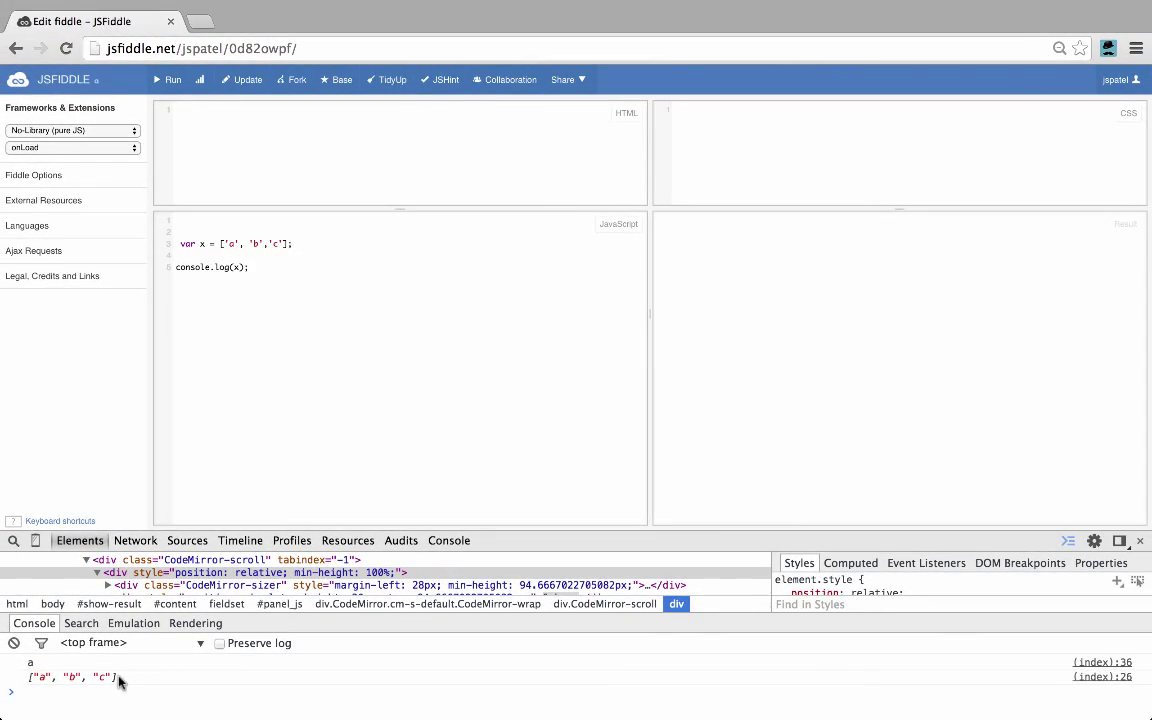 Edit fiddle - JSFiddle
jsfiddle.net/jspatel/0d82owpf/
JSFIDDLE α Run Update Fork Base TidyUp JSHint Collaboration Share jspatel
Frameworks & Extensions
No-Library (pure JS)
onLoad
Fiddle Options
External Resources
Languages
Ajax Requests
Legal, Credits and Links
? Keyboard shortcuts
1 HTML
1 CSS
JavaScript
1
2
3 var x = ['a', 'b','c'];
4
5 console.log(x);
Result
Elements Network Sources Timeline Profiles Resources Audits Console
▼<div class="CodeMirror-scroll" tabindex="-1">
▼<div style="position: relative; min-height: 100%;">
▶<div class="CodeMirror-sizer" style="margin-left: 28px; min-height: 94.6667022705082px;">…</div>
html body #show-result #content fieldset #panel_js div.CodeMirror.cm-s-default.CodeMirror-wrap div.CodeMirror-scroll div
Styles Computed Event Listeners DOM Breakpoints Properties
element.style {
position: relative;
Find in Styles
Console Search Emulation Rendering
<top frame> ▼ Preserve log
a (index):36
["a", "b", "c"] (index):26
>